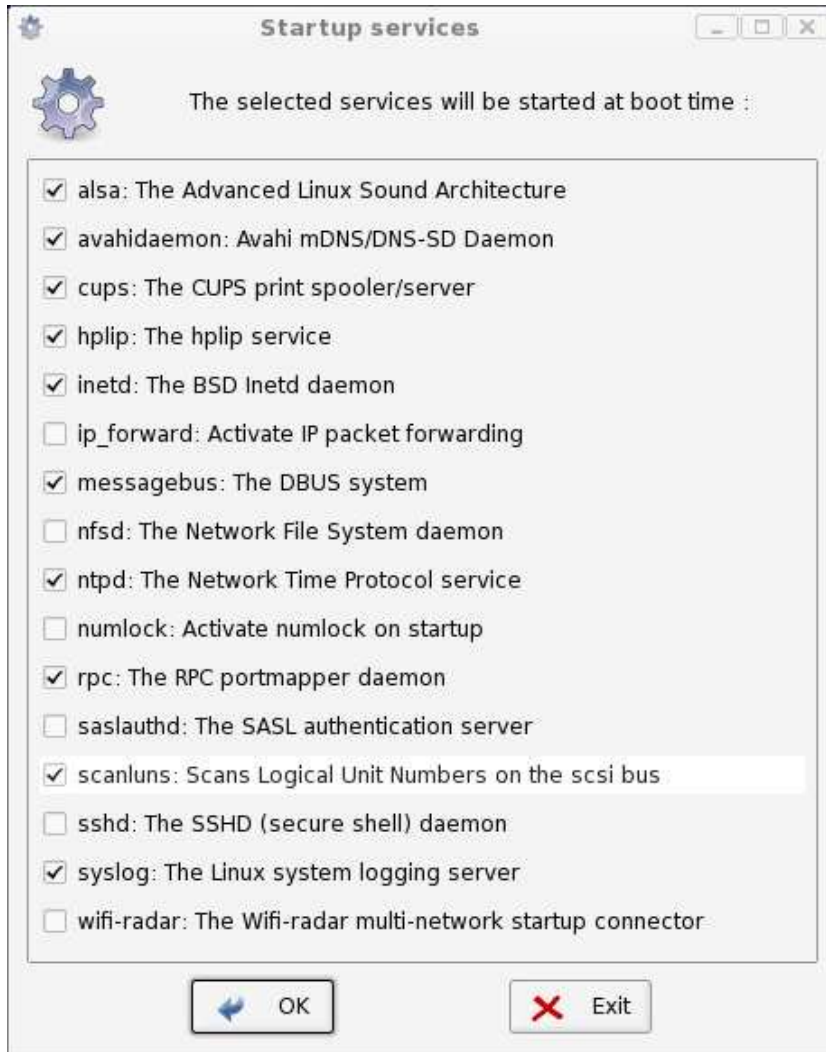 Startup services
The selected services will be started at boot time :
alsa: The Advanced Linux Sound Architecture
avahidaemon: Avahi mDNS/DNS-SD Daemon
cups: The CUPS print spooler/server
hplip: The hplip service
inetd: The BSD Inetd daemon
ip_forward: Activate IP packet forwarding
messagebus: The DBUS system
nfsd: The Network File System daemon
ntpd: The Network Time Protocol service
numlock: Activate numlock on startup
rpc: The RPC portmapper daemon
saslauthd: The SASL authentication server
scanluns: Scans Logical Unit Numbers on the scsi bus
sshd: The SSHD (secure shell) daemon
syslog: The Linux system logging server
wifi-radar: The Wifi-radar multi-network startup connector
OK
Exit